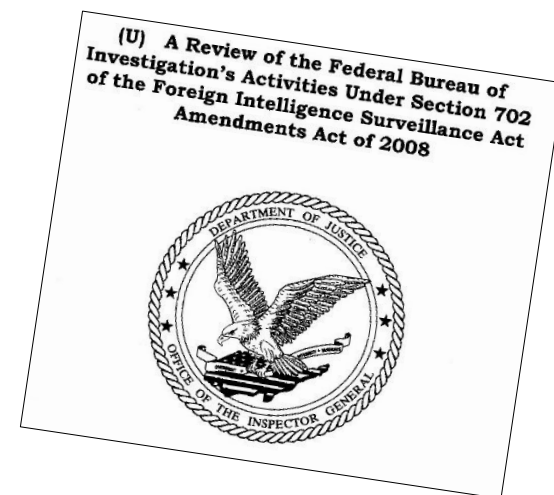 (U) A Review of the Federal Bureau of
Investigation's Activities Under Section 702
of the Foreign Intelligence Surveillance Act
Amendments Act of 2008
DEPARTMENT OF JUSTICE
OFFICE OF THE INSPECTOR GENERAL